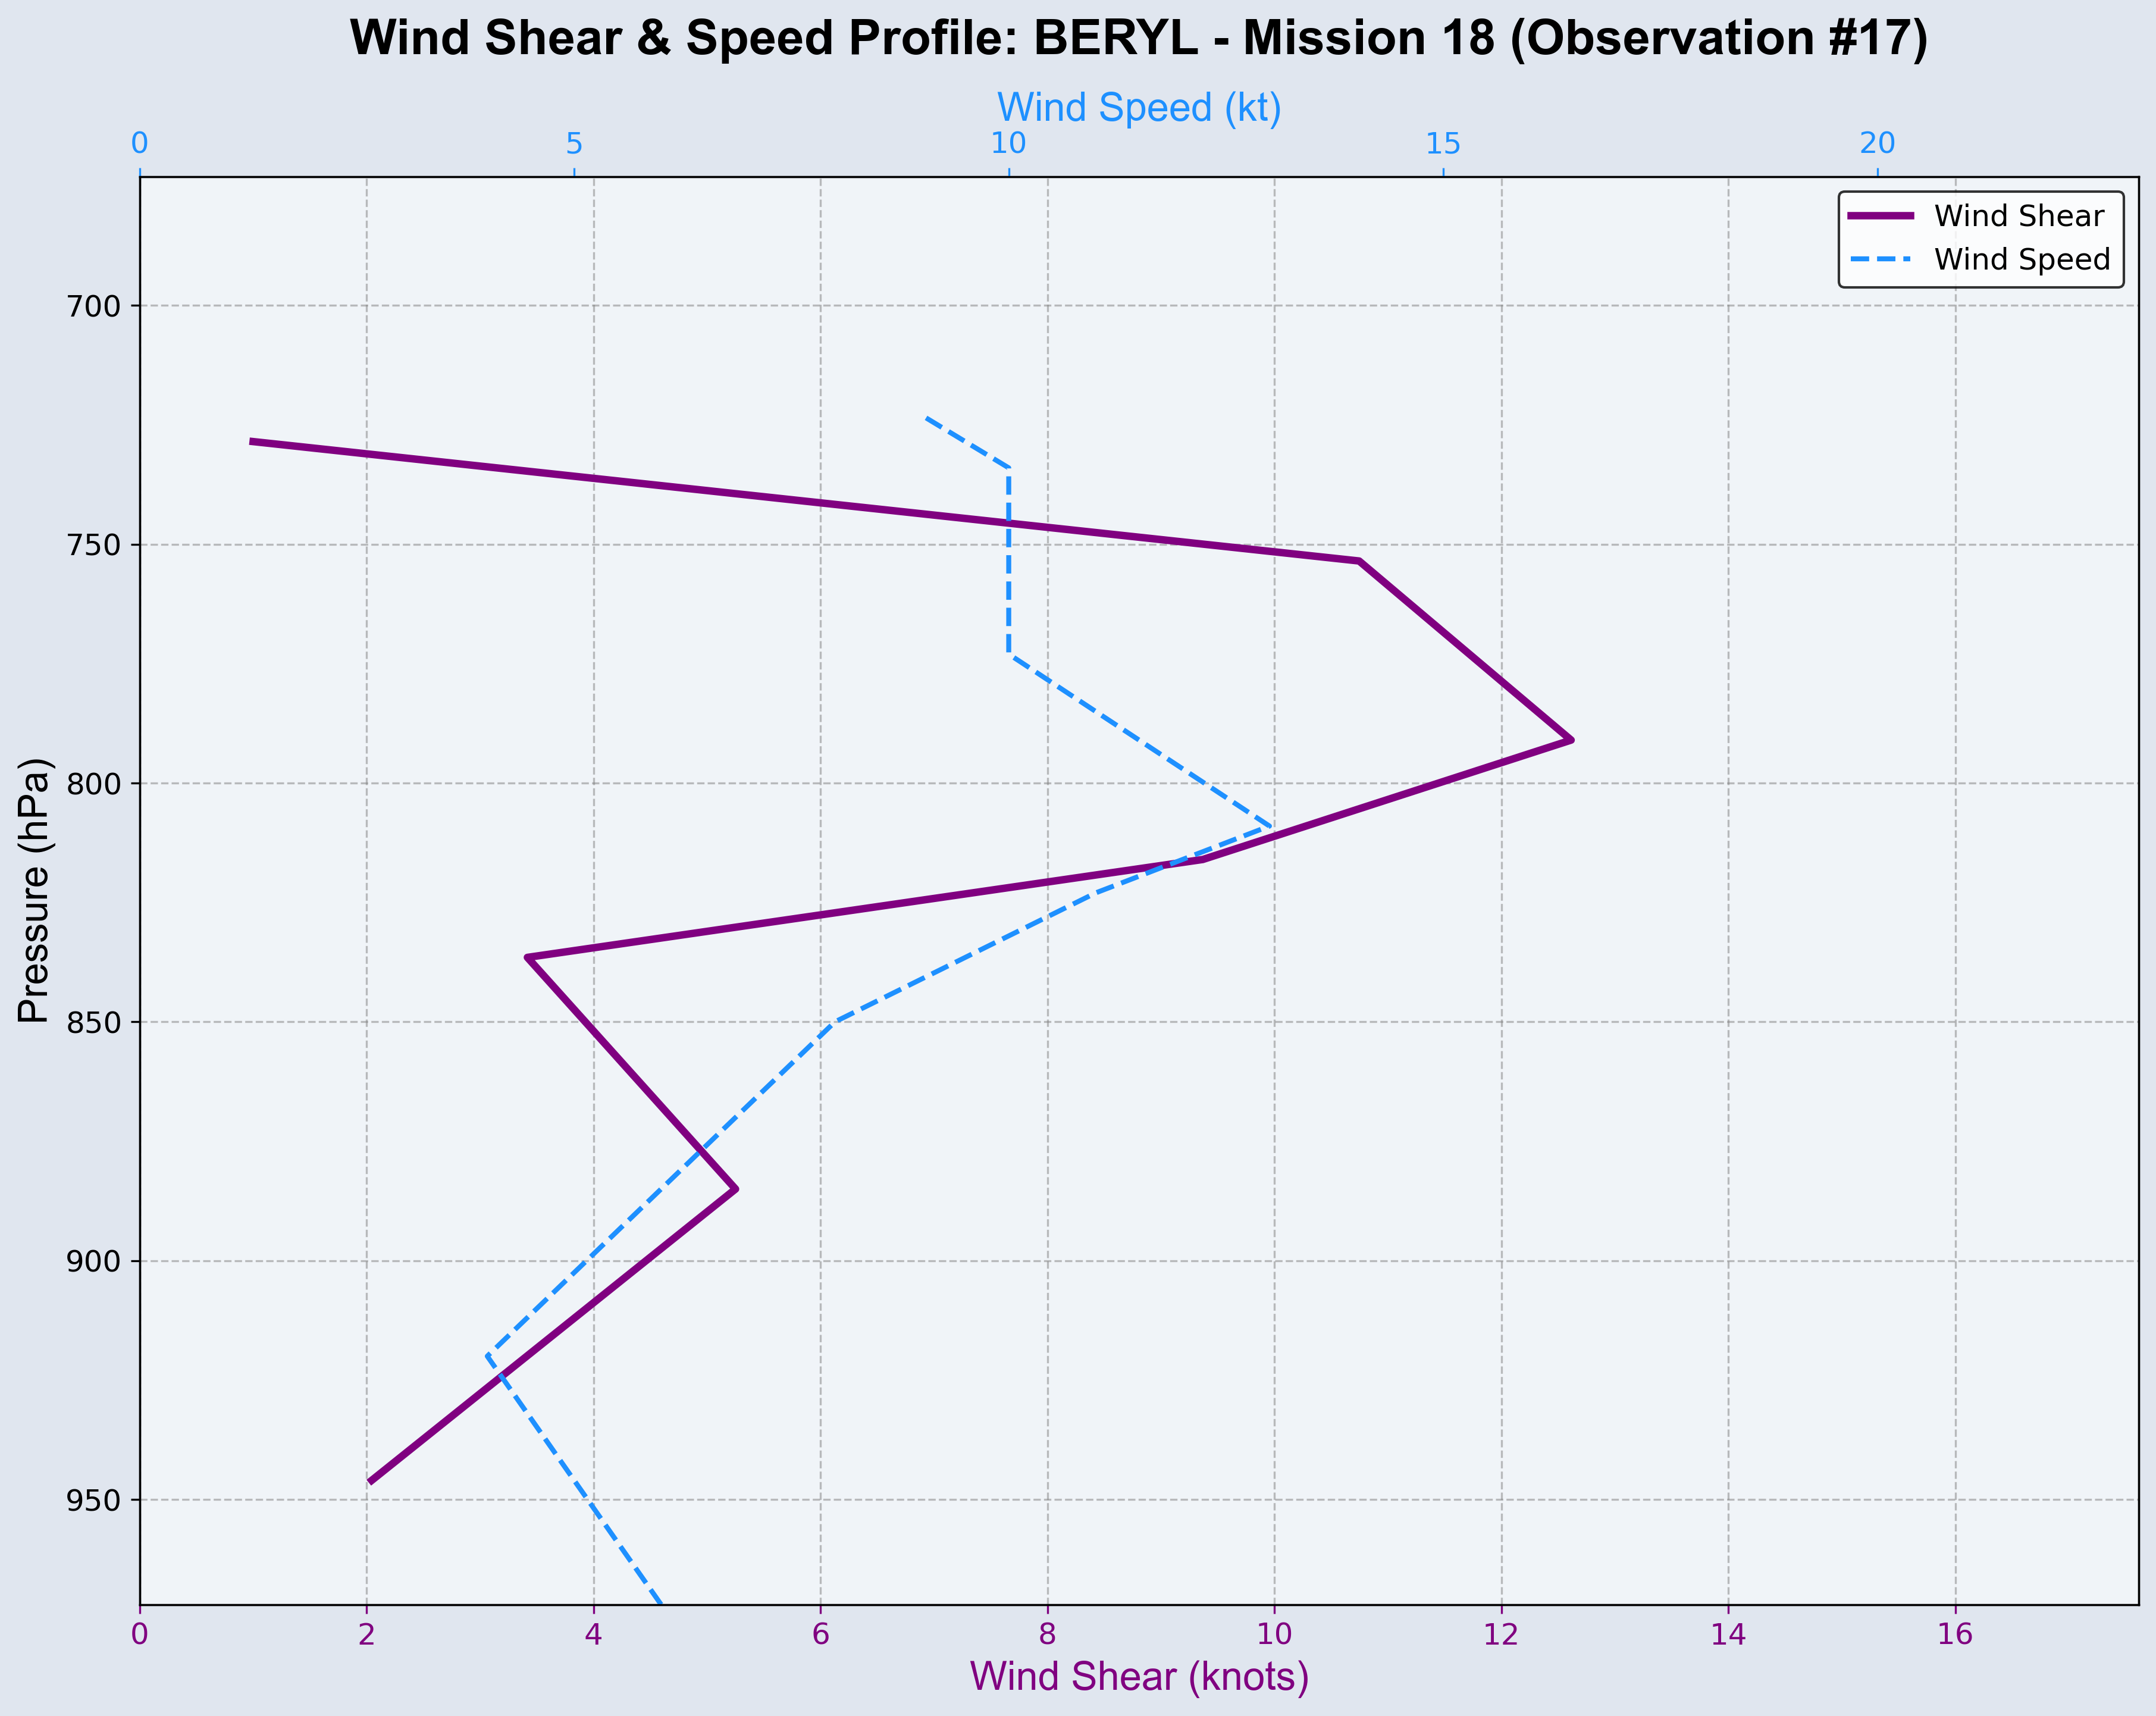 Wind Shear & Speed Profile: BERYL - Mission 18 (Observation #17)
Wind Speed (kt)
0 5 10 15 20
Wind Shear
Wind Speed
700
750
800
850
900
950
Pressure (hPa)
0 2 4 6 8 10 12 14 16
Wind Shear (knots)